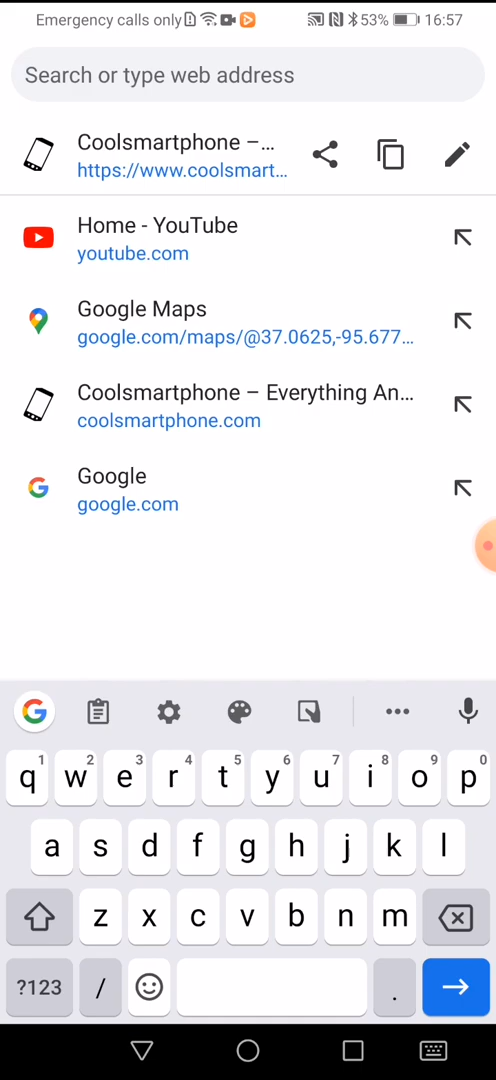 Emergency calls only 53% 16:57
Search or type web address
Coolsmartphone –...
https://www.coolsmart...
Home - YouTube
youtube.com
Google Maps
google.com/maps/@37.0625,-95.677...
Coolsmartphone – Everything An...
coolsmartphone.com
Google
google.com
1 2 3 4 5 6 7 8 9 0
q w e r t y u i o p
a s d f g h j k l
z x c v b n m
?123 / .